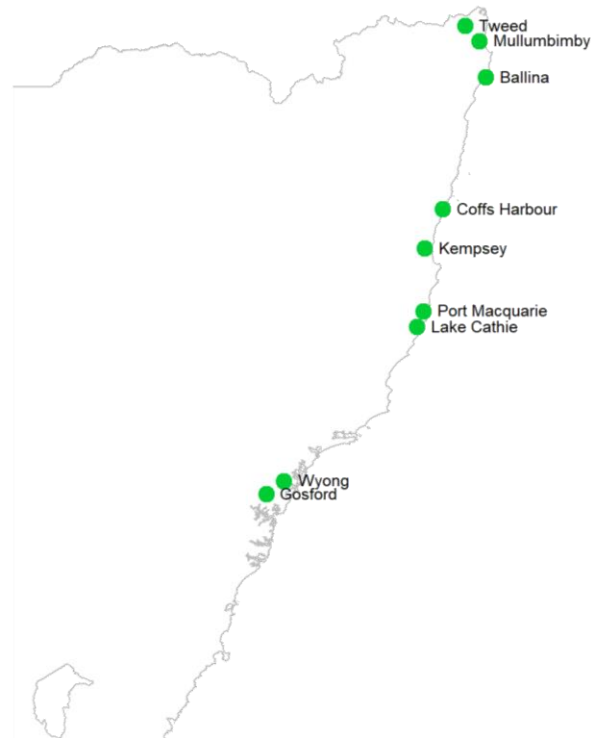 Tweed
Mullumbimby
Ballina
Coffs Harbour
Kempsey
Port Macquarie
Lake Cathie
Wyong
Gosford